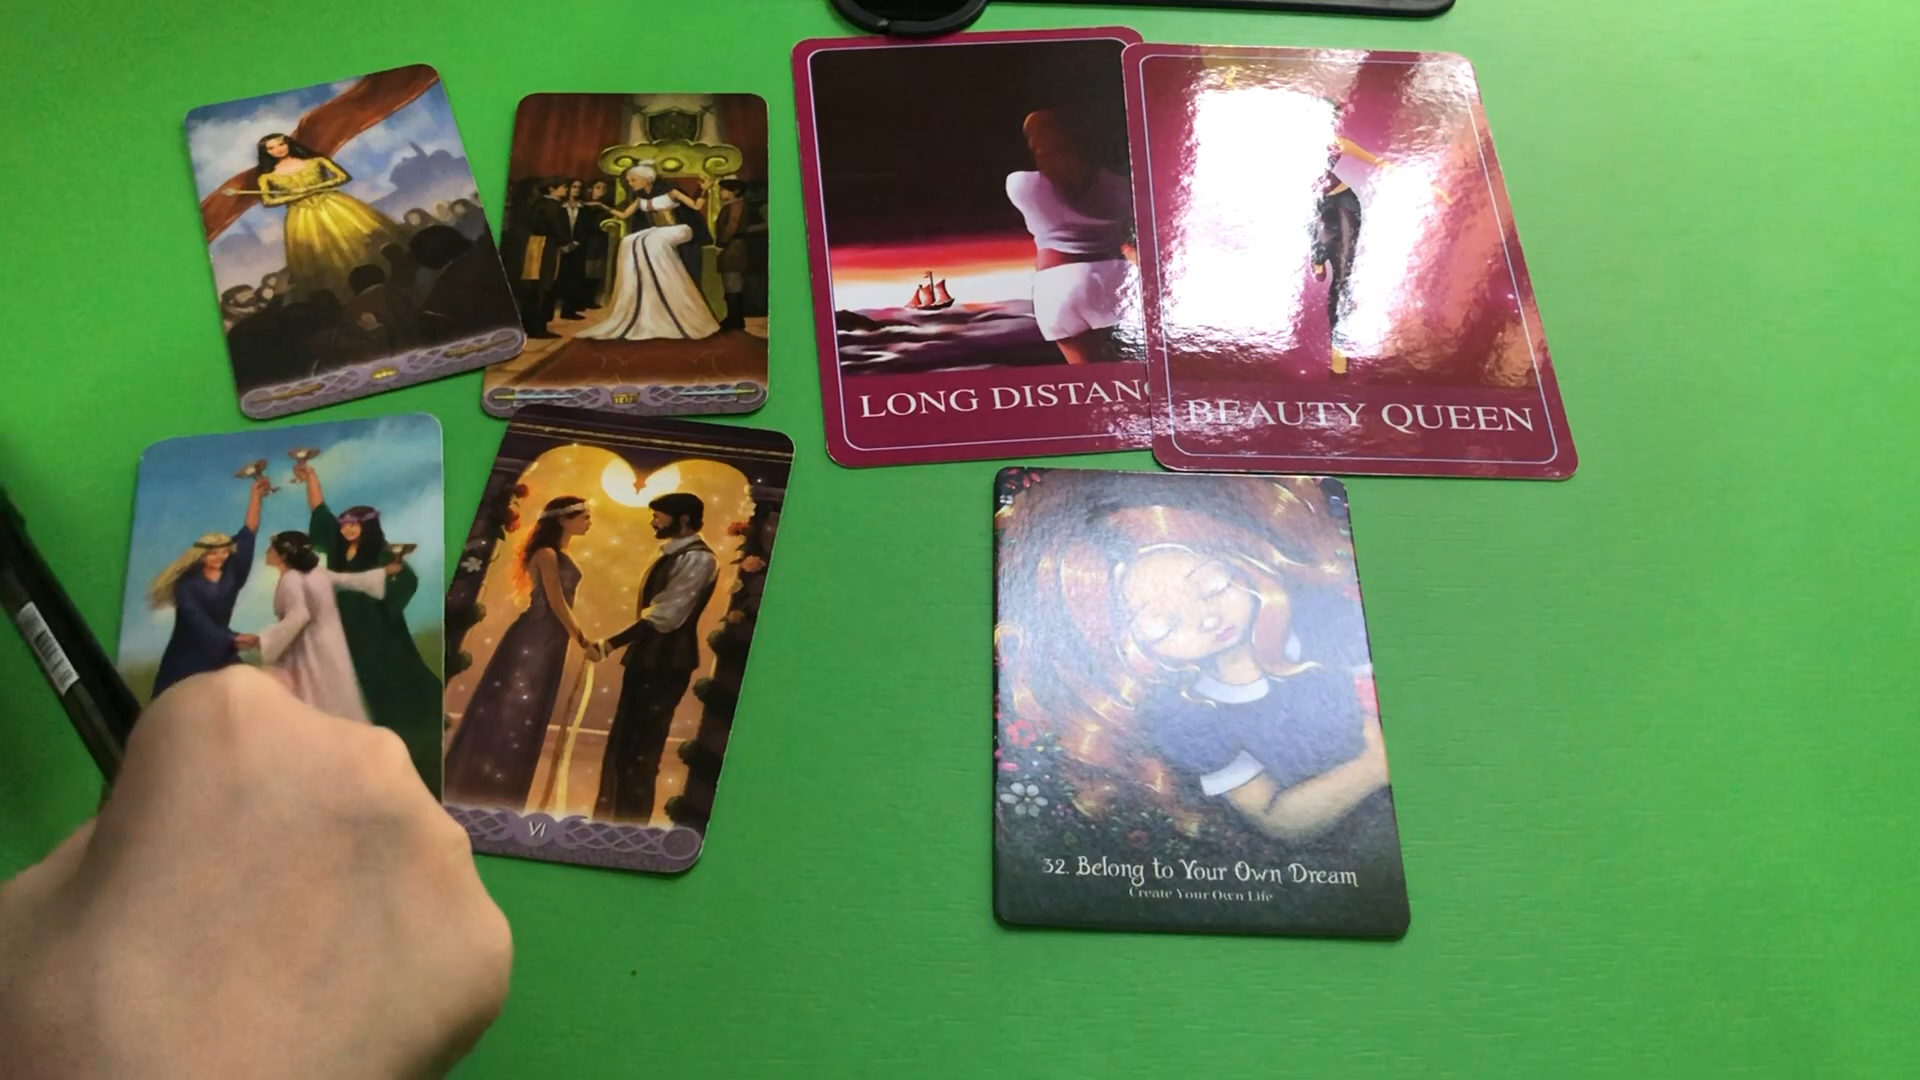 LONG DISTANC
BEAUTY QUEEN
VI
32. Belong to Your Own Dream
Create Your Own Life